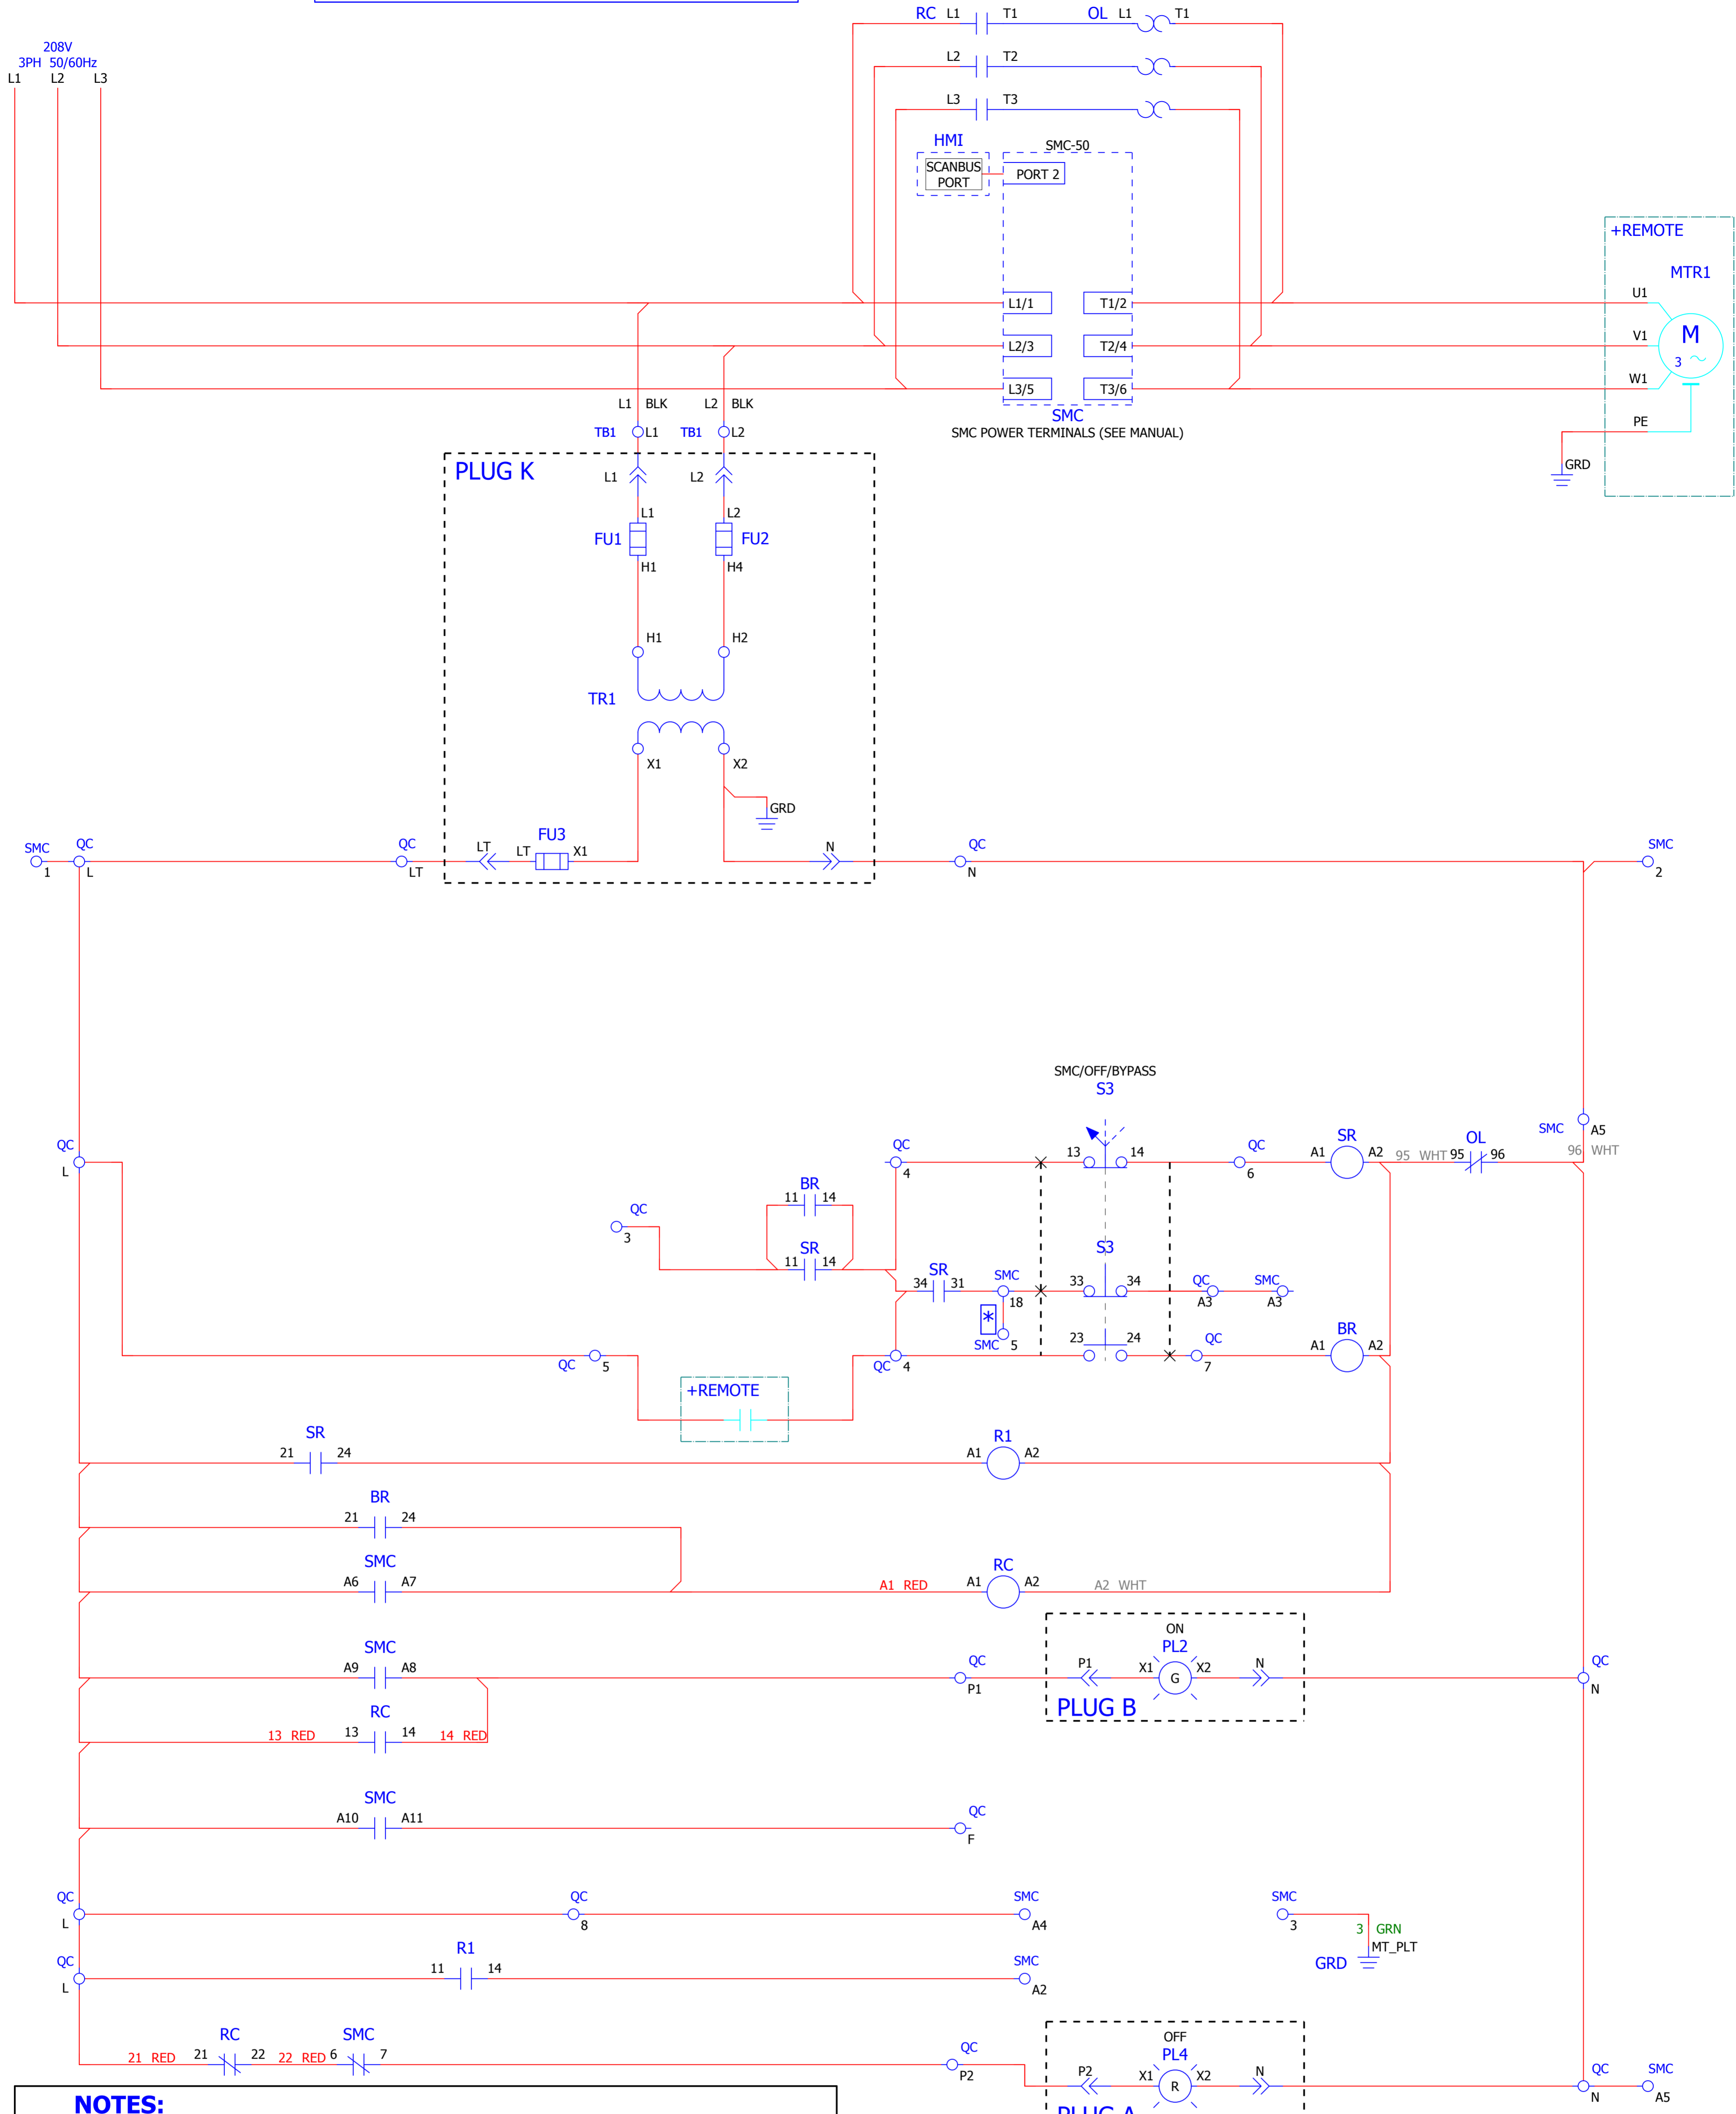 RC L1 T1 OL L1 T1
208V
3PH 50/60Hz
L1 L2 L3
L2 T2
L3 T3
HMI
SMC-50
SCANBUS
PORT
PORT 2
+REMOTE
MTR1
L1/1 T1/2 U1
M
3
L2/3 T2/4 V1
L3/5 T3/6 W1
L1 BLK L2 BLK
SMC
SMC POWER TERMINALS (SEE MANUAL)
PE
TB1 L1 TB1 L2
GRD
PLUG K
L1 L2
L1 L2
FU1 FU2
H1 H4
H1 H2
TR1
X1 X2
GRD
SMC QC QC FU3 QC SMC
LT LT X1 N
1 L LT N 2
SMC/OFF/BYPASS
S3
SMC A5
QC QC 13 14 QC SR OL
A1 A2 95 WHT 95 96 96 WHT
L 4 6
BR
11 14
QC
3
SR
11 14
S3
SR
34 31 SMC 33 34 QC SMC
18 A3 A3
*
SMC 5
23 24 QC BR
A1 A2
QC 5 QC 4 7
+REMOTE
SR R1
21 24 A1 A2
BR
21 24
SMC RC
A6 A7 A1 RED A1 A2 A2 WHT
ON
SMC PL2
A9 A8 QC P1 X1 G X2 N QC
P1 N
PLUG B
RC
13 RED 13 14 14 RED
SMC
A10 A11 QC
F
QC QC SMC SMC
L 8 A4 3
3 GRN
MT_PLT
GRD
QC R1 SMC
11 14
L A2
OFF
RC SMC PL4
21 RED 21 22 22 RED 6 7 QC
P2
P2 X1 R X2 N QC SMC
N A5
NOTES:
PLUG A